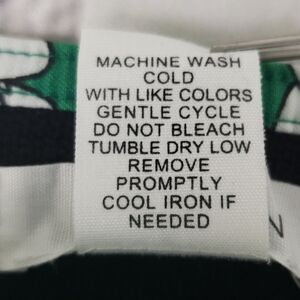 MACHINE WASH
COLD
WITH LIKE COLORS
GENTLE CYCLE
DO NOT BLEACH
TUMBLE DRY LOW
REMOVE
PROMPTLY
COOL IRON IF
NEEDED